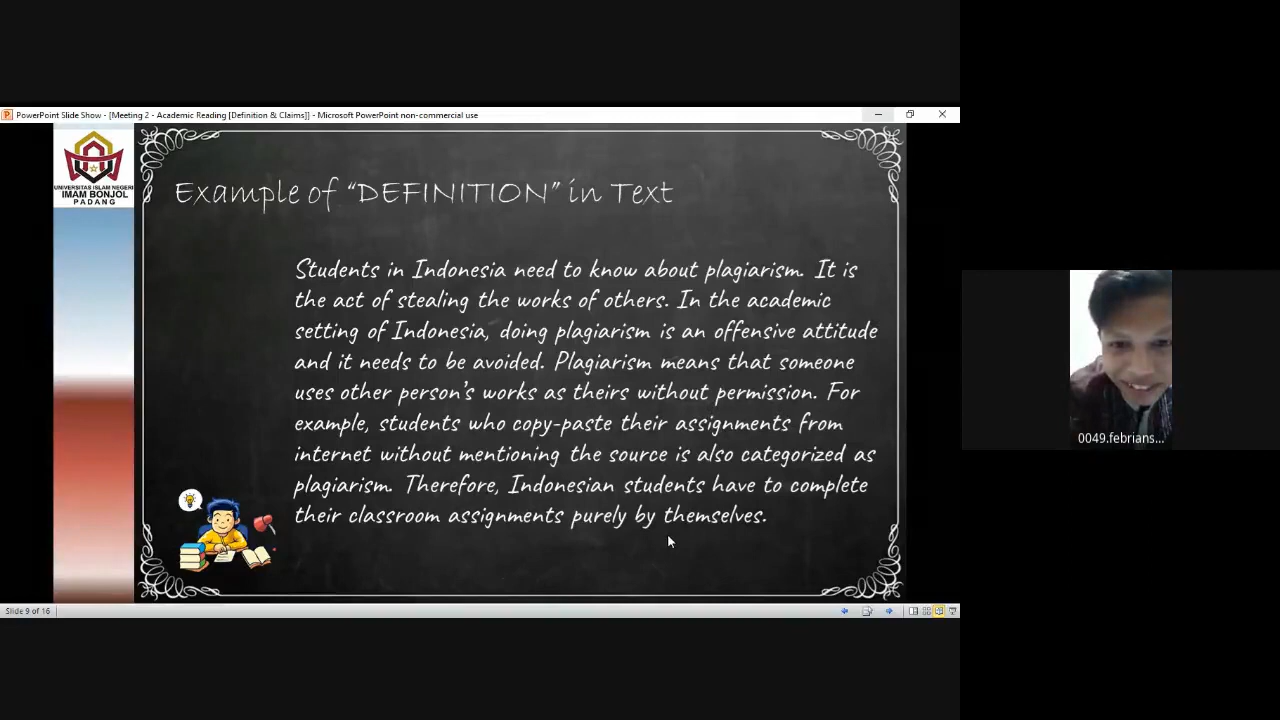 PowerPoint Slide Show - [Meeting 2 - Academic Reading [Definition & Claims]] - Microsoft PowerPoint non-commercial use
UNIVERSITAS ISLAM NEGERI
IMAM BONJOL
PADANG
Example of "DEFINITION" in Text
Students in Indonesia need to know about plagiarism. It is
the act of stealing the works of others. In the academic
setting of Indonesia, doing plagiarism is an offensive attitude
and it needs to be avoided. Plagiarism means that someone
uses other person's works as theirs without permission. For
example, students who copy-paste their assignments from
internet without mentioning the source is also categorized as
plagiarism. Therefore, Indonesian students have to complete
their classroom assignments purely by themselves.
0049.febrians...
Slide 9 of 16